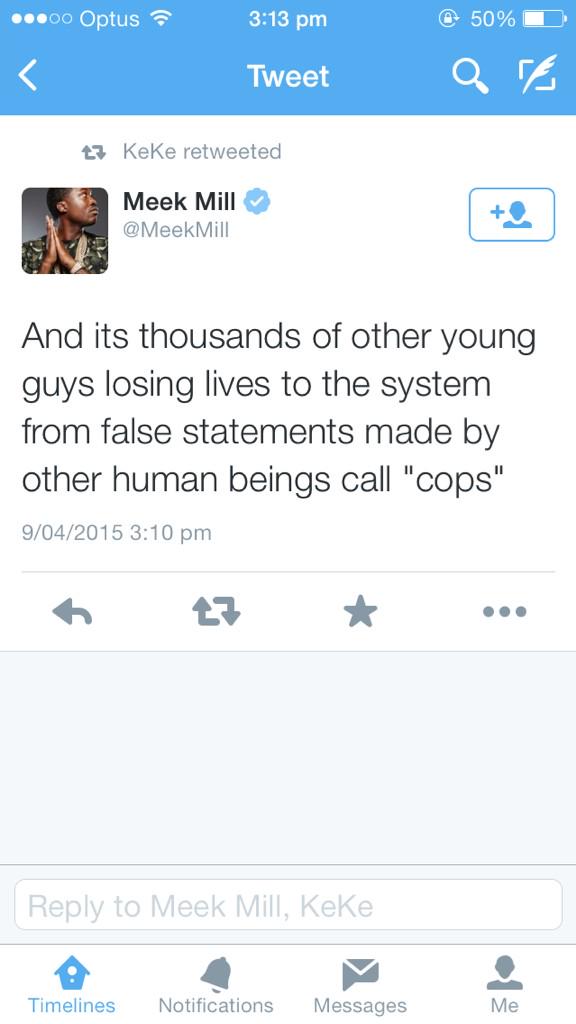 Optus 3:13 pm 50%
Tweet
KeKe retweeted
Meek Mill
@MeekMill
And its thousands of other young
guys losing lives to the system
from false statements made by
other human beings call "cops"
9/04/2015 3:10 pm
Reply to Meek Mill, KeKe
Timelines Notifications Messages Me